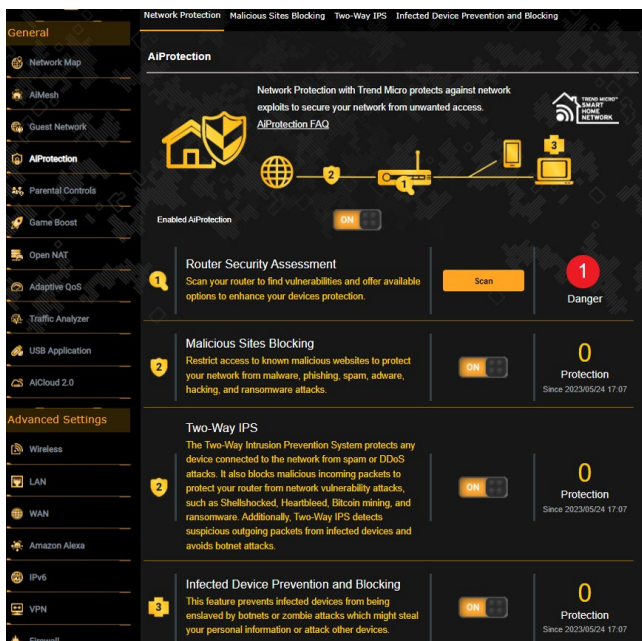 Network Protection Malicious Sites Blocking Two-Way IPS Infected Device Prevention and Blocking
General
Network Map
AiMesh
Guest Network
AiProtection
Parental Controls
Game Boost
Open NAT
Adaptive QoS
Traffic Analyzer
USB Application
AiCloud 2.0
Advanced Settings
Wireless
LAN
WAN
Amazon Alexa
IPv6
VPN
Firewall
AiProtection
Network Protection with Trend Micro protects against network
exploits to secure your network from unwanted access.
AiProtection FAQ
TREND MICRO™
SMART
HOME
NETWORK
2
1
3
Enabled AiProtection
ON
1
Router Security Assessment
Scan your router to find vulnerabilities and offer available
options to enhance your devices protection.
Scan
1
Danger
2
Malicious Sites Blocking
Restrict access to known malicious websites to protect
your network from malware, phishing, spam, adware,
hacking, and ransomware attacks.
ON
0
Protection
Since 2023/05/24 17:07
2
Two-Way IPS
The Two-Way Intrusion Prevention System protects any
device connected to the network from spam or DDoS
attacks. It also blocks malicious incoming packets to
protect your router from network vulnerability attacks,
such as Shellshocked, Heartbleed, Bitcoin mining, and
ransomware. Additionally, Two-Way IPS detects
suspicious outgoing packets from infected devices and
avoids botnet attacks.
ON
0
Protection
Since 2023/05/24 17:07
3
Infected Device Prevention and Blocking
This feature prevents infected devices from being
enslaved by botnets or zombie attacks which might steal
your personal information or attack other devices.
ON
0
Protection
Since 2023/05/24 17:07